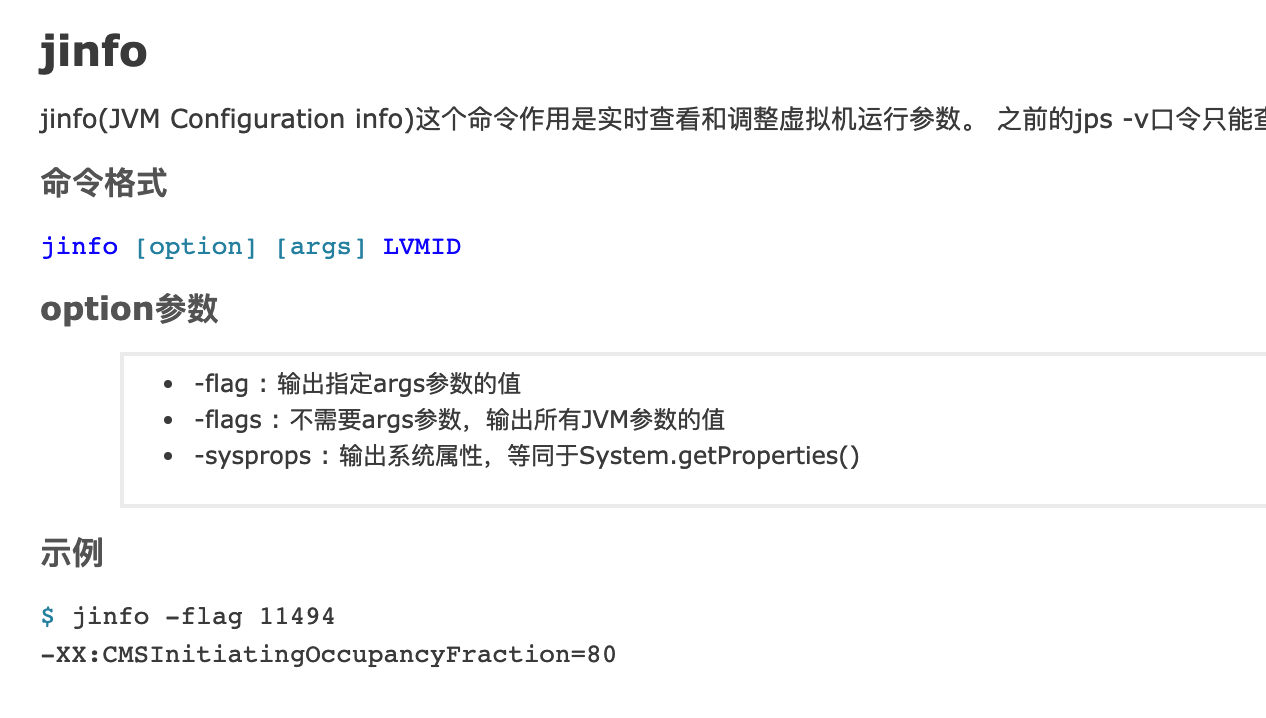 jinfo
jinfo(JVM Configuration info)这个命令作用是实时查看和调整虚拟机运行参数。 之前的jps -v口令只能查
命令格式
jinfo [option] [args] LVMID
option参数
• -flag : 输出指定args参数的值
• -flags : 不需要args参数，输出所有JVM参数的值
• -sysprops : 输出系统属性，等同于System.getProperties()
示例
$ jinfo -flag 11494
-XX:CMSInitiatingOccupancyFraction=80